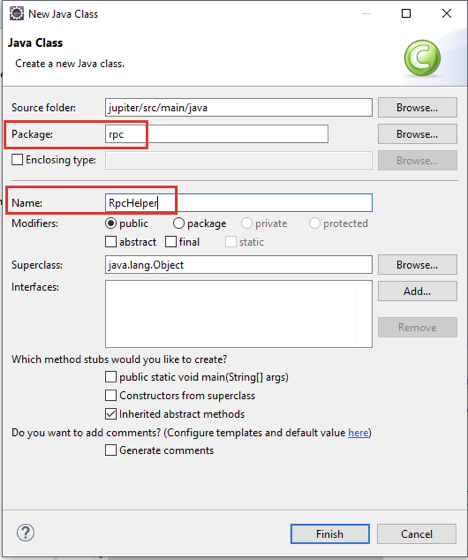 New Java Class
Java Class
Create a new Java class.
C
Source folder: jupiter/src/main/java Browse...
Package: rpc Browse...
Enclosing type: Browse...
Name: RpcHelper
Modifiers: public package private protected
abstract final static
Superclass: java.lang.Object Browse...
Interfaces: Add...
Remove
Which method stubs would you like to create?
public static void main(String[] args)
Constructors from superclass
Inherited abstract methods
Do you want to add comments? (Configure templates and default value here)
Generate comments
? Finish Cancel